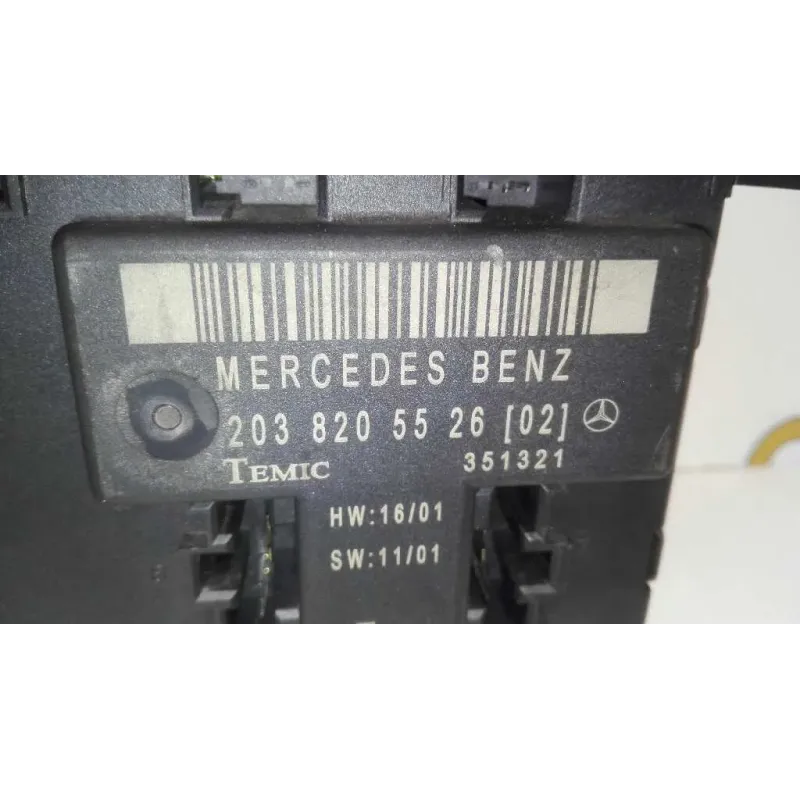 MERCEDES BENZ
203 820 55 26 [02]
TEMIC 351321
HW:16/01
SW:11/01